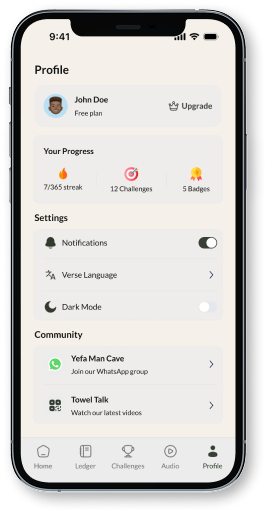 9:41
Profile
John Doe
Free plan
Upgrade
Your Progress
7/365 streak
12 Challenges
5 Badges
Settings
Notifications
Verse Language
Dark Mode
Community
Yefa Man Cave
Join our WhatsApp group
Towel Talk
Watch our latest videos
Home
Ledger
Challenges
Audio
Profile